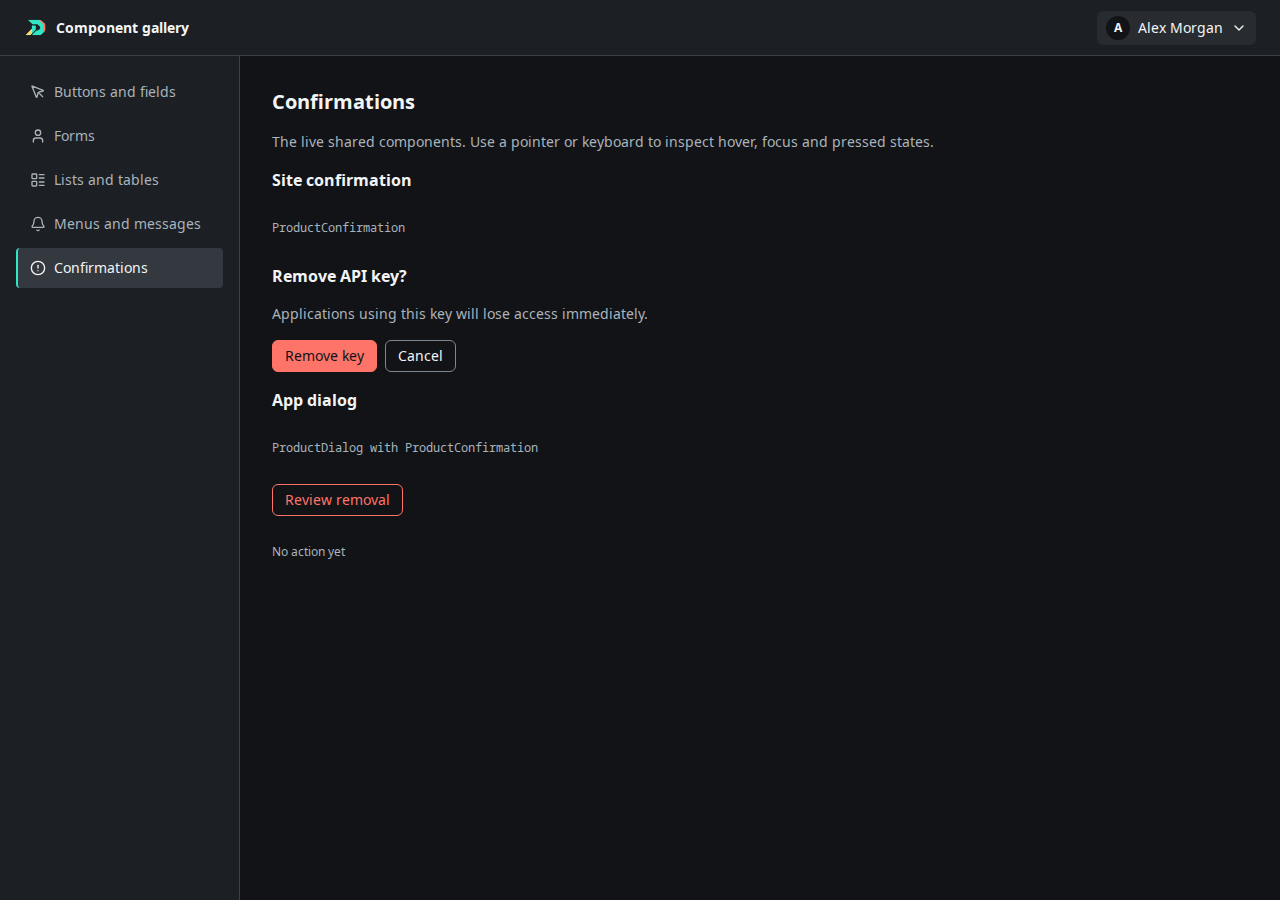 Component gallery
A Alex Morgan
Buttons and fields
Forms
Lists and tables
Menus and messages
Confirmations
Confirmations
The live shared components. Use a pointer or keyboard to inspect hover, focus and pressed states.
Site confirmation
ProductConfirmation
Remove API key?
Applications using this key will lose access immediately.
Remove key Cancel
App dialog
ProductDialog with ProductConfirmation
Review removal
No action yet